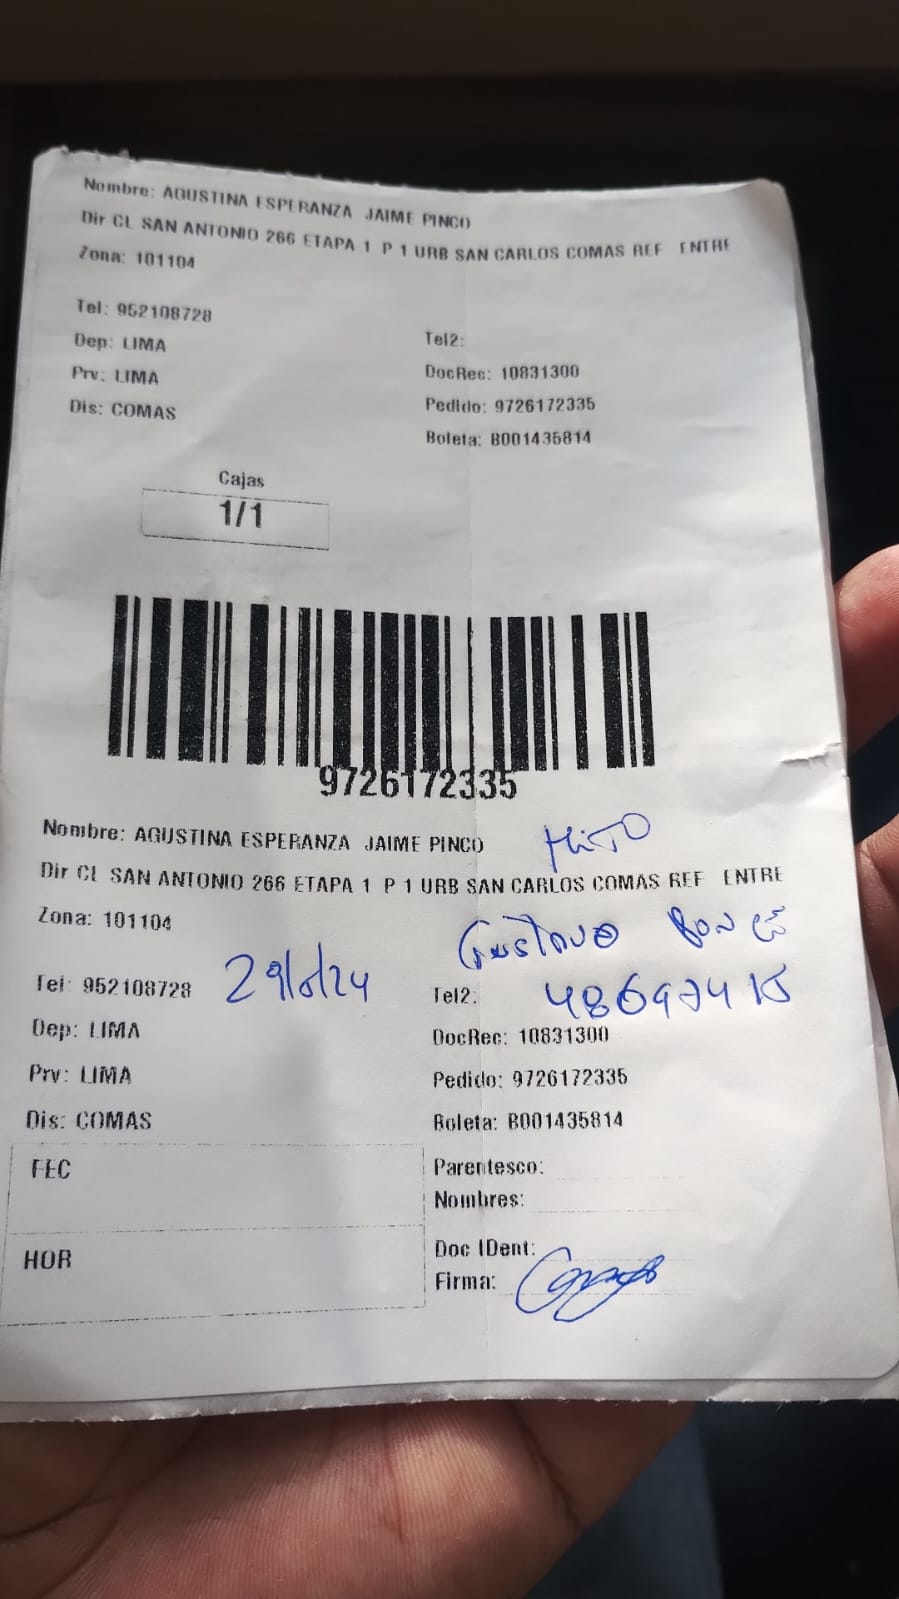 Nombre: AGUSTINA ESPERANZA JAIME PINCO
Dir CL SAN ANTONIO 266 ETAPA 1 P 1 URB SAN CARLOS COMAS REF ENTRE
Zona: 101104
Tel: 952108728
Tel2:
Dep: LIMA
DocRec: 10831300
Prv: LIMA
Pedido: 9726172335
Dis: COMAS
Boleta: B001435814
Cajas
1/1
9726172335
Nombre: AGUSTINA ESPERANZA JAIME PINCO
Dir CL SAN ANTONIO 266 ETAPA 1 P 1 URB SAN CARLOS COMAS REF ENTRE
Zona: 101104
Gustavo
Tel: 952108728
Tel2:
Dep: LIMA
DocRec: 10831300
Prv: LIMA
Pedido: 9726172335
Dis: COMAS
Boleta: B001435814
FEC
Parentesco:
Nombres:
HOR
Doc IDent:
Firma: